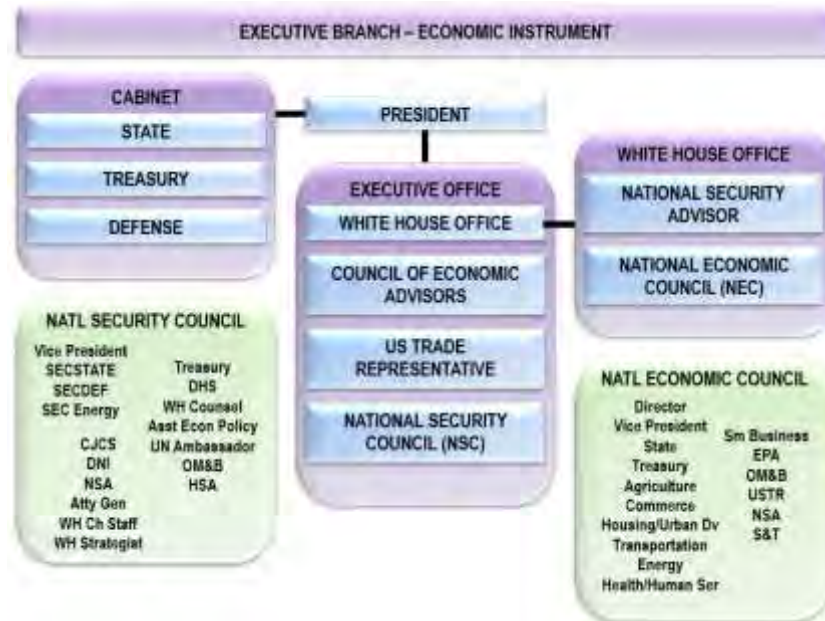 EXECUTIVE BRANCH – ECONOMIC INSTRUMENT
CABINET
STATE
TREASURY
DEFENSE
PRESIDENT
EXECUTIVE OFFICE
WHITE HOUSE OFFICE
COUNCIL OF ECONOMIC
ADVISORS
US TRADE
REPRESENTATIVE
NATIONAL SECURITY
COUNCIL (NSC)
WHITE HOUSE OFFICE
NATIONAL SECURITY
ADVISOR
NATIONAL ECONOMIC
COUNCIL (NEC)
NATL SECURITY COUNCIL
Vice President
SECSTATE
SECDEF
SEC Energy
CJCS
DNI
NSA
Atty Gen
WH Ch Staff
WH Strategist
Treasury
DHS
WH Counsel
Asst Econ Policy
UN Ambassador
OM&B
HSA
NATL ECONOMIC COUNCIL
Director
Vice President
State
Treasury
Agriculture
Commerce
Housing/Urban Dv
Transportation
Energy
Health/Human Ser
Sm Business
EPA
OM&B
USTR
NSA
S&T